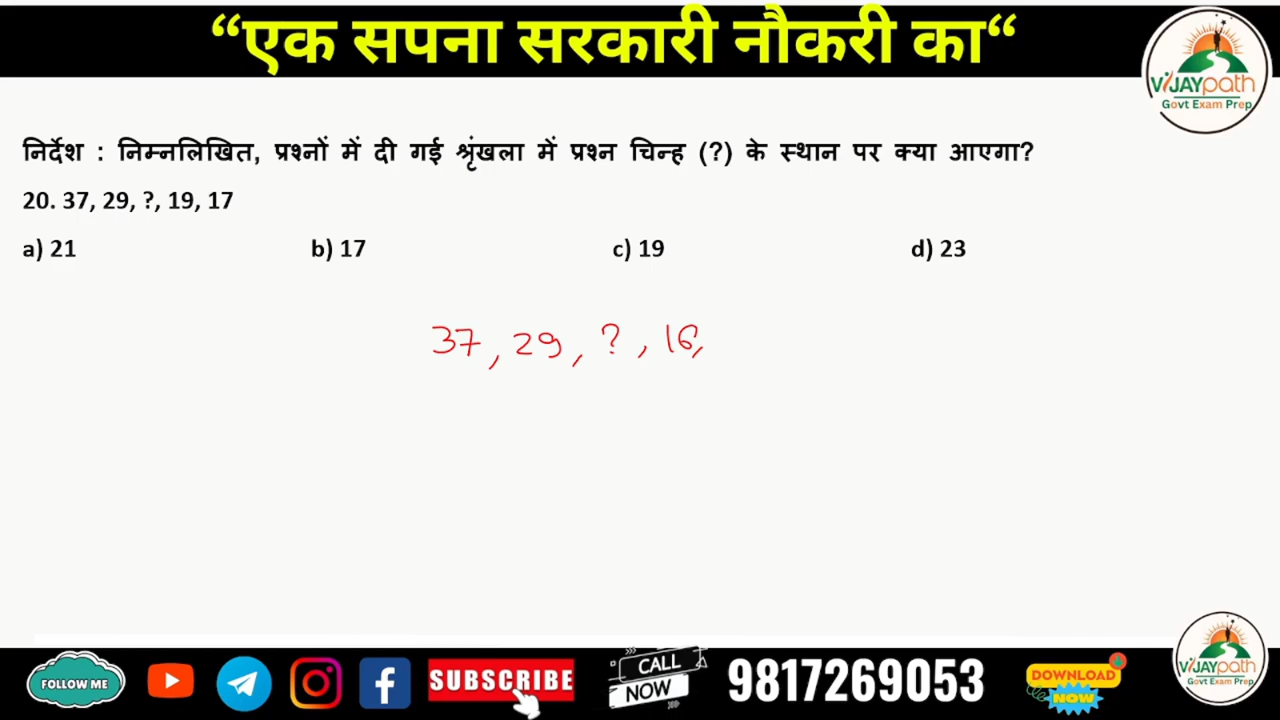 “एक सपना सरकारी नौकरी का“
VIJAYpath
Govt Exam Prep
निर्देश : निम्नलिखित, प्रश्नों में दी गई श्रृंखला में प्रश्न चिन्ह (?) के स्थान पर क्या आएगा?
20. 37, 29, ?, 19, 17
a) 21 b) 17 c) 19 d) 23
37, 29, ?, 16,
VIJAYpath
Govt Exam Prep
FOLLOW ME SUBSCRIBE CALL NOW 9817269053 DOWNLOAD NOW